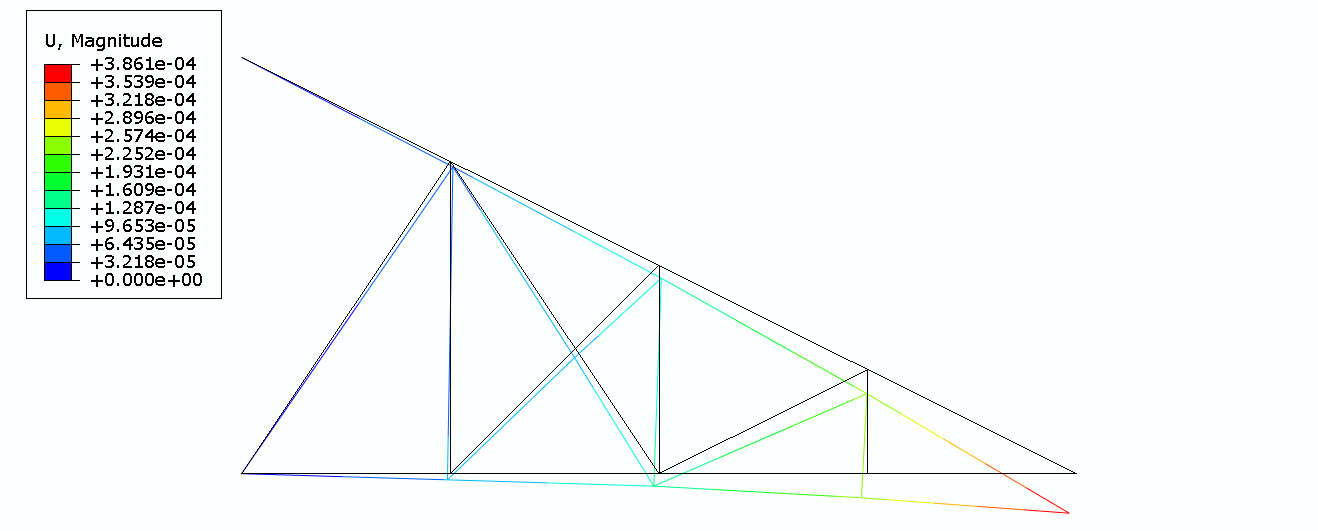 U, Magnitude
+3.861e-04
+3.539e-04
+3.218e-04
+2.896e-04
+2.574e-04
+2.252e-04
+1.931e-04
+1.609e-04
+1.287e-04
+9.653e-05
+6.435e-05
+3.218e-05
+0.000e+00